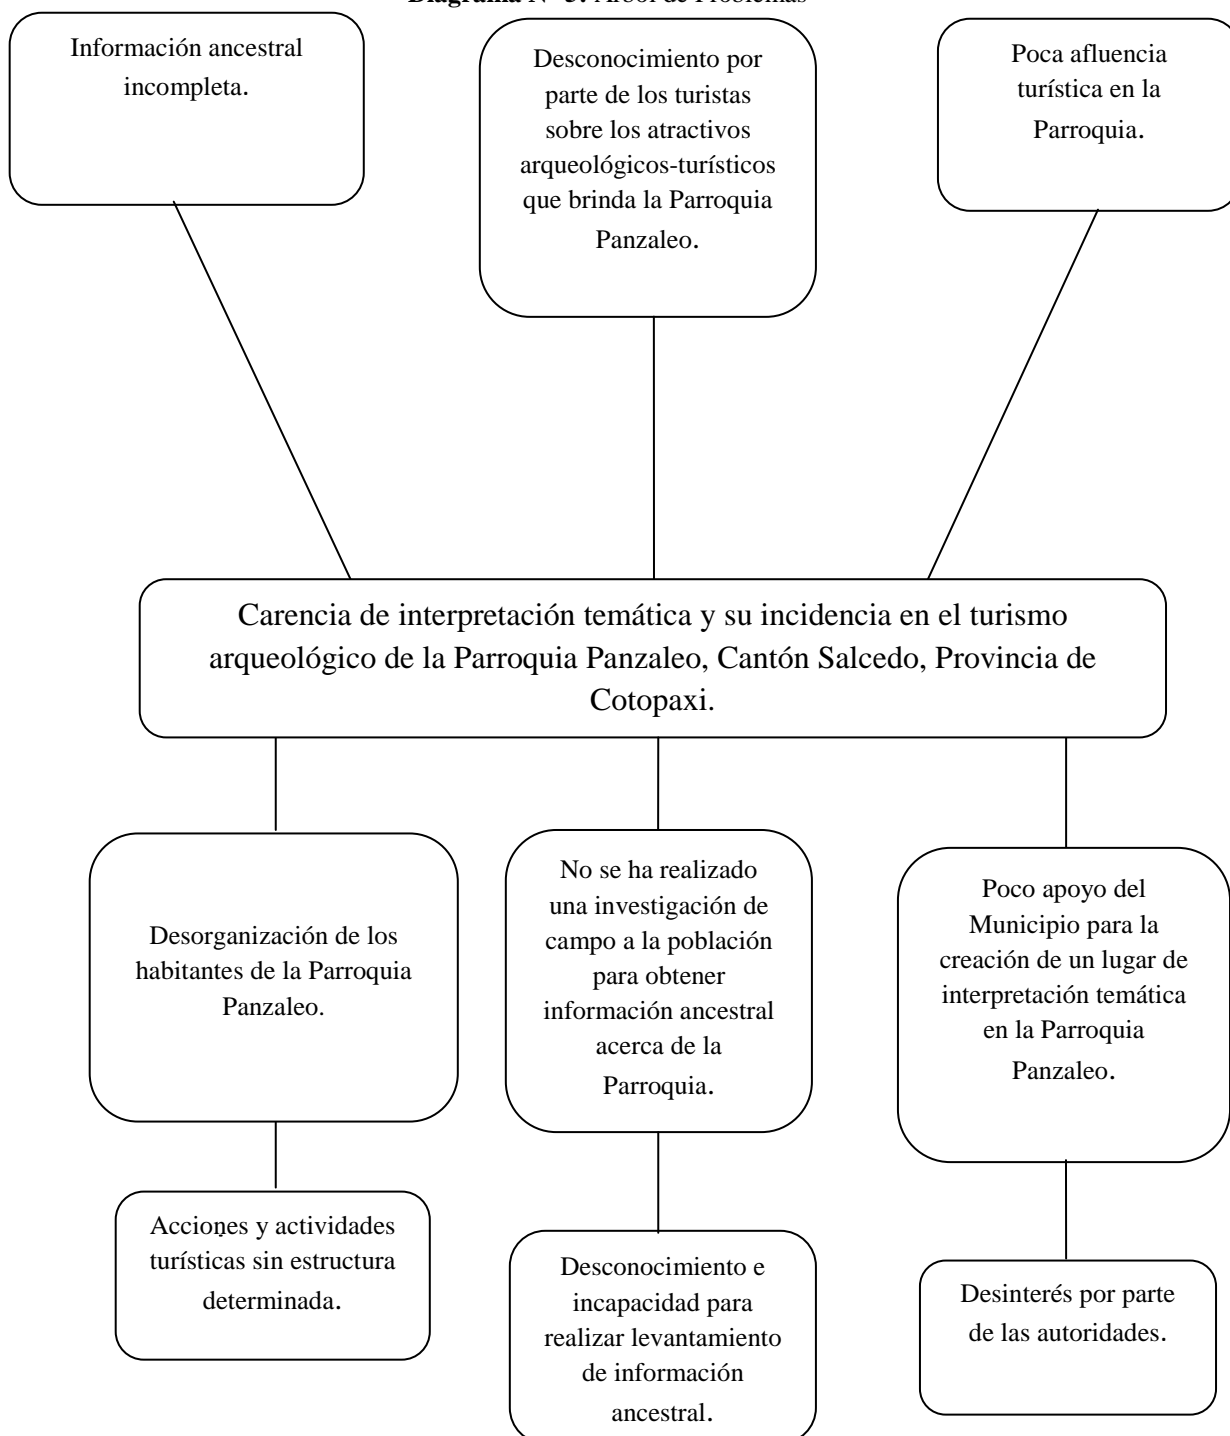 Diagrama N° 3: Árbol de Problemas
Información ancestral
incompleta.
Desconocimiento por
parte de los turistas
sobre los atractivos
arqueológicos-turísticos
que brinda la Parroquia
Panzaleo.
Poca afluencia
turística en la
Parroquia.
Carencia de interpretación temática y su incidencia en el turismo
arqueológico de la Parroquia Panzaleo, Cantón Salcedo, Provincia de
Cotopaxi.
Desorganización de los
habitantes de la Parroquia
Panzaleo.
No se ha realizado
una investigación de
campo a la población
para obtener
información ancestral
acerca de la
Parroquia.
Poco apoyo del
Municipio para la
creación de un lugar de
interpretación temática
en la Parroquia
Panzaleo.
Acciones y actividades
turísticas sin estructura
determinada.
Desconocimiento e
incapacidad para
realizar levantamiento
de información
ancestral.
Desinterés por parte
de las autoridades.